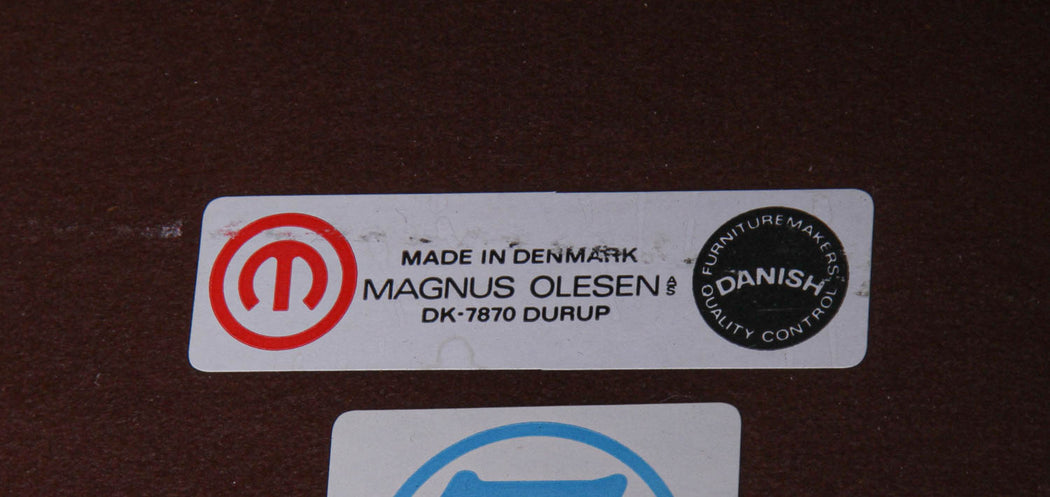 MADE IN DENMARK
MAGNUS OLESEN A/S
DK-7870 DURUP
FURNITUREMAKERS'
DANISH
QUALITY CONTROL